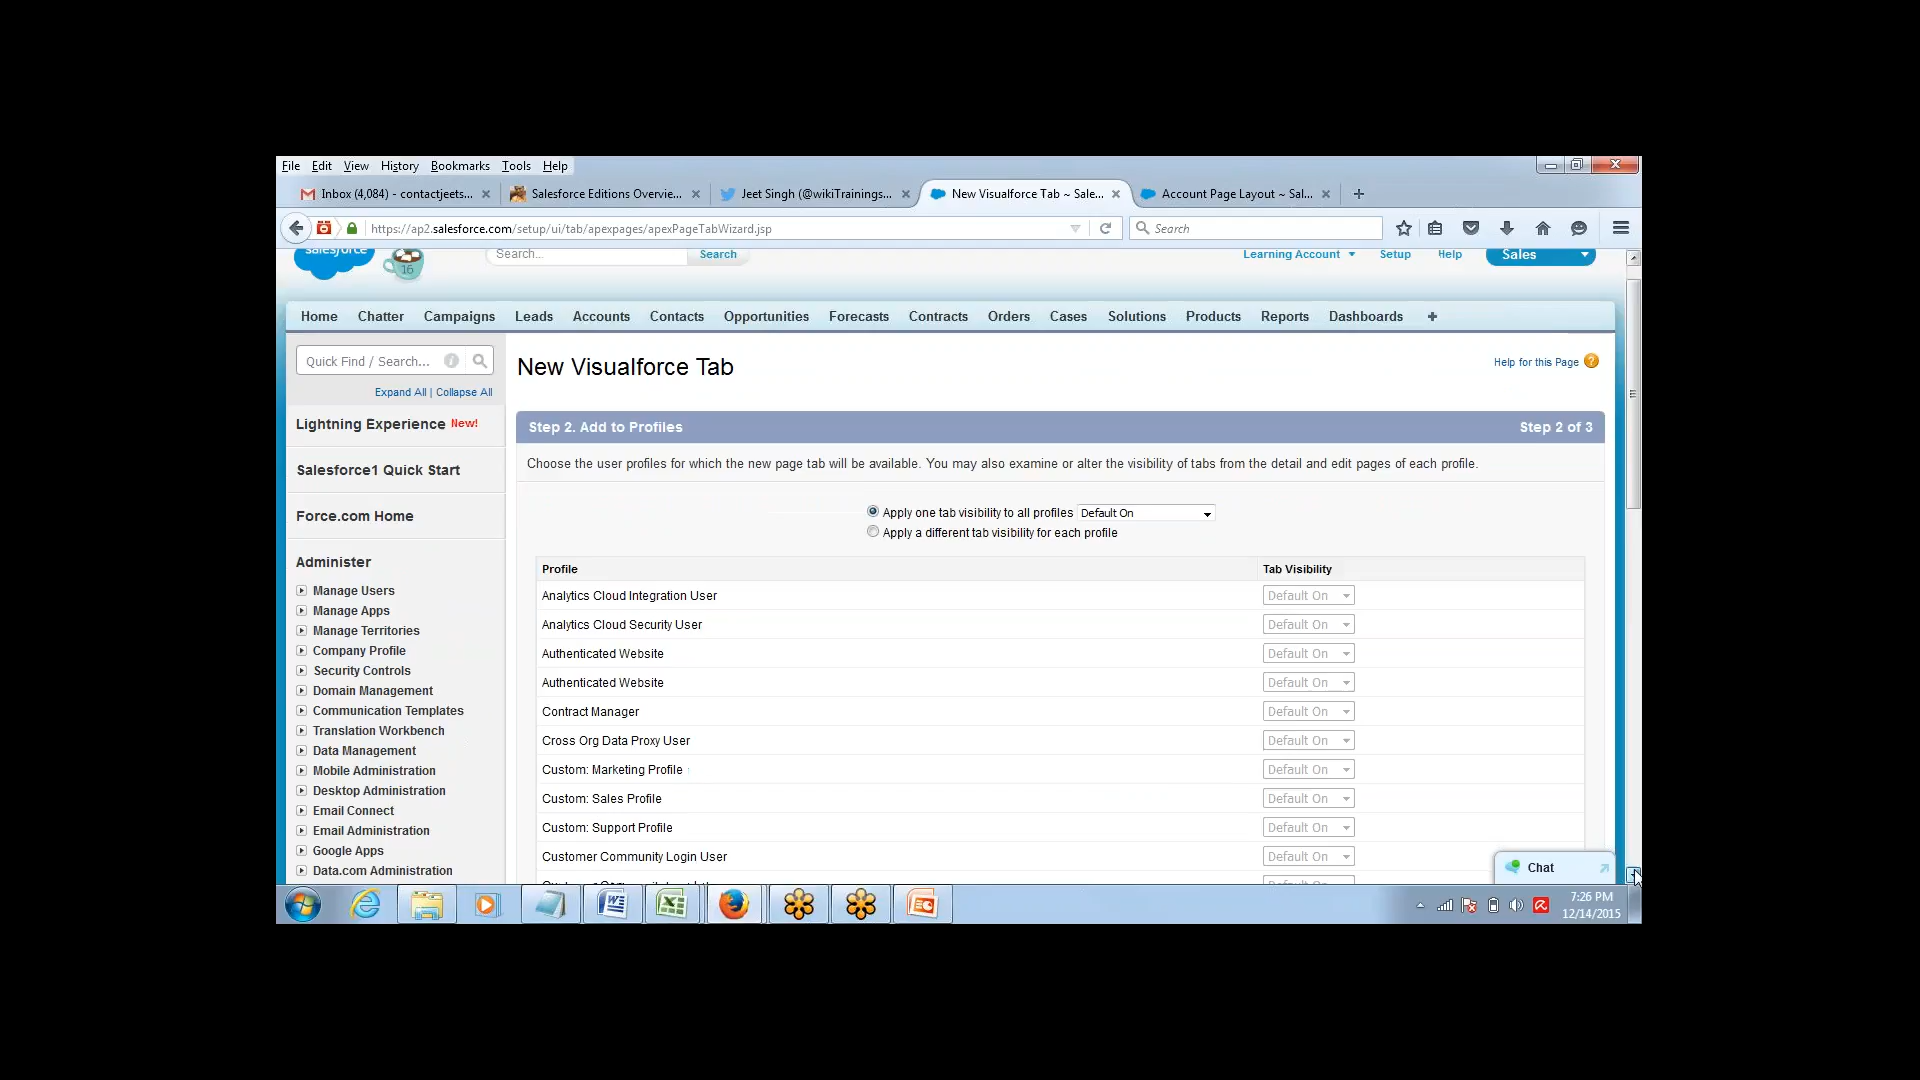 File Edit View History Bookmarks Tools Help
Inbox (4,084) - contactjeets... Salesforce Editions Overvie... Jeet Singh (@wikiTrainings... New Visualforce Tab ~ Sale... Account Page Layout ~ Sal...
https://ap2.salesforce.com/setup/ui/tab/apexpages/apexPageTabWizard.jsp Search
salesforce 16 Search... Search Learning Account Setup Help Sales
Home Chatter Campaigns Leads Accounts Contacts Opportunities Forecasts Contracts Orders Cases Solutions Products Reports Dashboards +
Quick Find / Search...
Expand All | Collapse All
Lightning Experience New!
Salesforce1 Quick Start
Force.com Home
Administer
Manage Users
Manage Apps
Manage Territories
Company Profile
Security Controls
Domain Management
Communication Templates
Translation Workbench
Data Management
Mobile Administration
Desktop Administration
Email Connect
Email Administration
Google Apps
Data.com Administration
New Visualforce Tab
Help for this Page ?
Step 2. Add to Profiles Step 2 of 3
Choose the user profiles for which the new page tab will be available. You may also examine or alter the visibility of tabs from the detail and edit pages of each profile.
Apply one tab visibility to all profiles Default On
Apply a different tab visibility for each profile
Profile Tab Visibility
Analytics Cloud Integration User Default On
Analytics Cloud Security User Default On
Authenticated Website Default On
Authenticated Website Default On
Contract Manager Default On
Cross Org Data Proxy User Default On
Custom: Marketing Profile Default On
Custom: Sales Profile Default On
Custom: Support Profile Default On
Customer Community Login User Default On
Chat
7:26 PM
12/14/2015